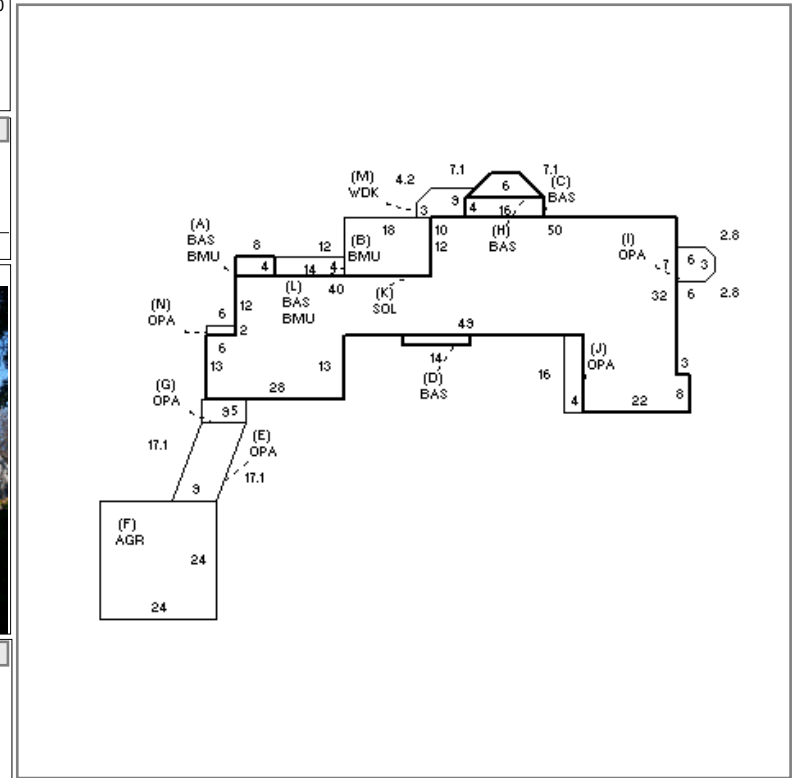 7.1
7.1
4.2
(M)
WDK
6
(C)
BAS
9
4
16
3
(A)
BAS
BMU
8
12
18
(B)
BMU
10
12
(H)
BAS
50
(I)
OPA
2.8
7
6
3
4
14
4
(L)
BAS
BMU
40
(K)
SOL
32
6
2.8
(N)
OPA
6
12
2
49
6
13
13
14
(D)
BAS
16
(J)
OPA
3
(G)
OPA
28
4
22
8
9
5
17.1
(E)
OPA
17.1
9
(F)
AGR
24
24